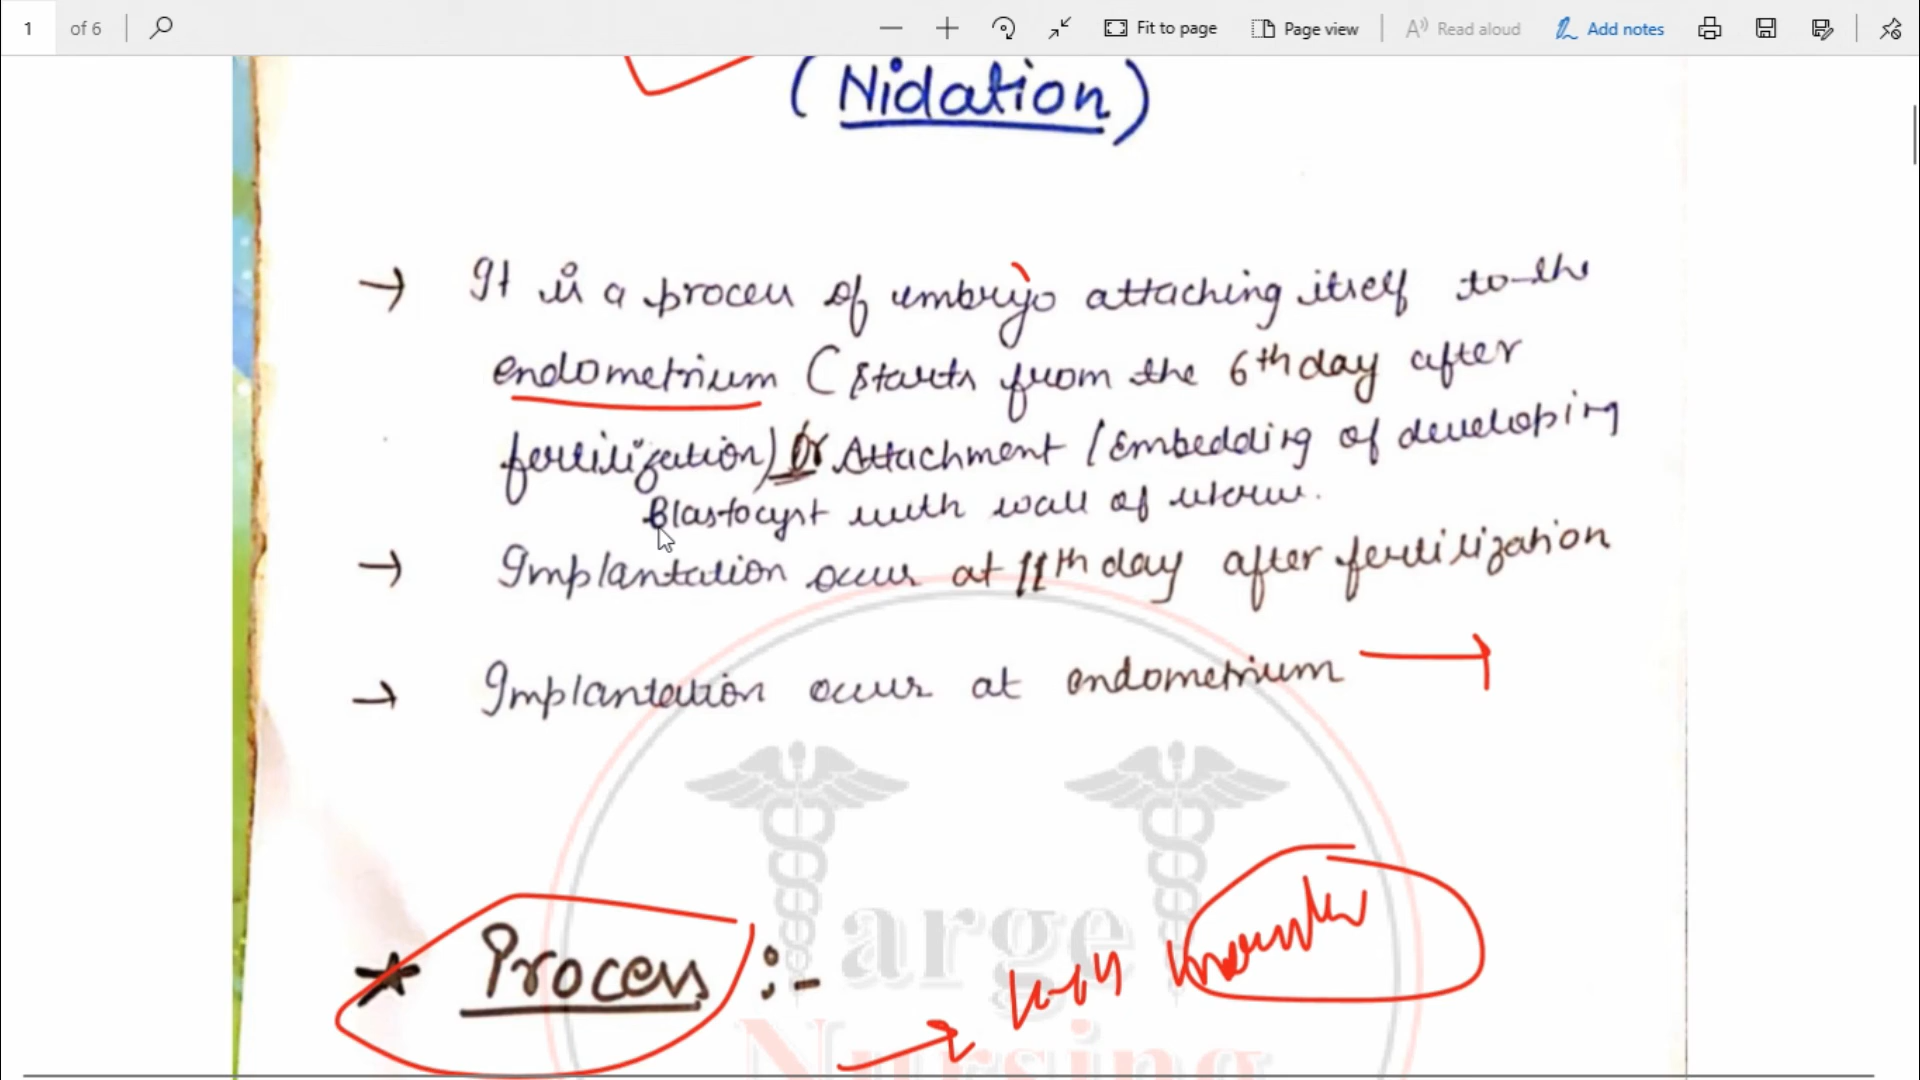 1 of 6 Fit to page Page view Read aloud Add notes
(Nidation)
→ It is a process of embryo attaching itself to the
endometrium (starts from the 6th day after
fertilization) Or Attachment / Embedding of developing
Blastocyst with wall of uterus.
→ Implantation occur at 11th day after fertilization
→ Implantation occur at endometrium
★ Process :-
arge
Nursing